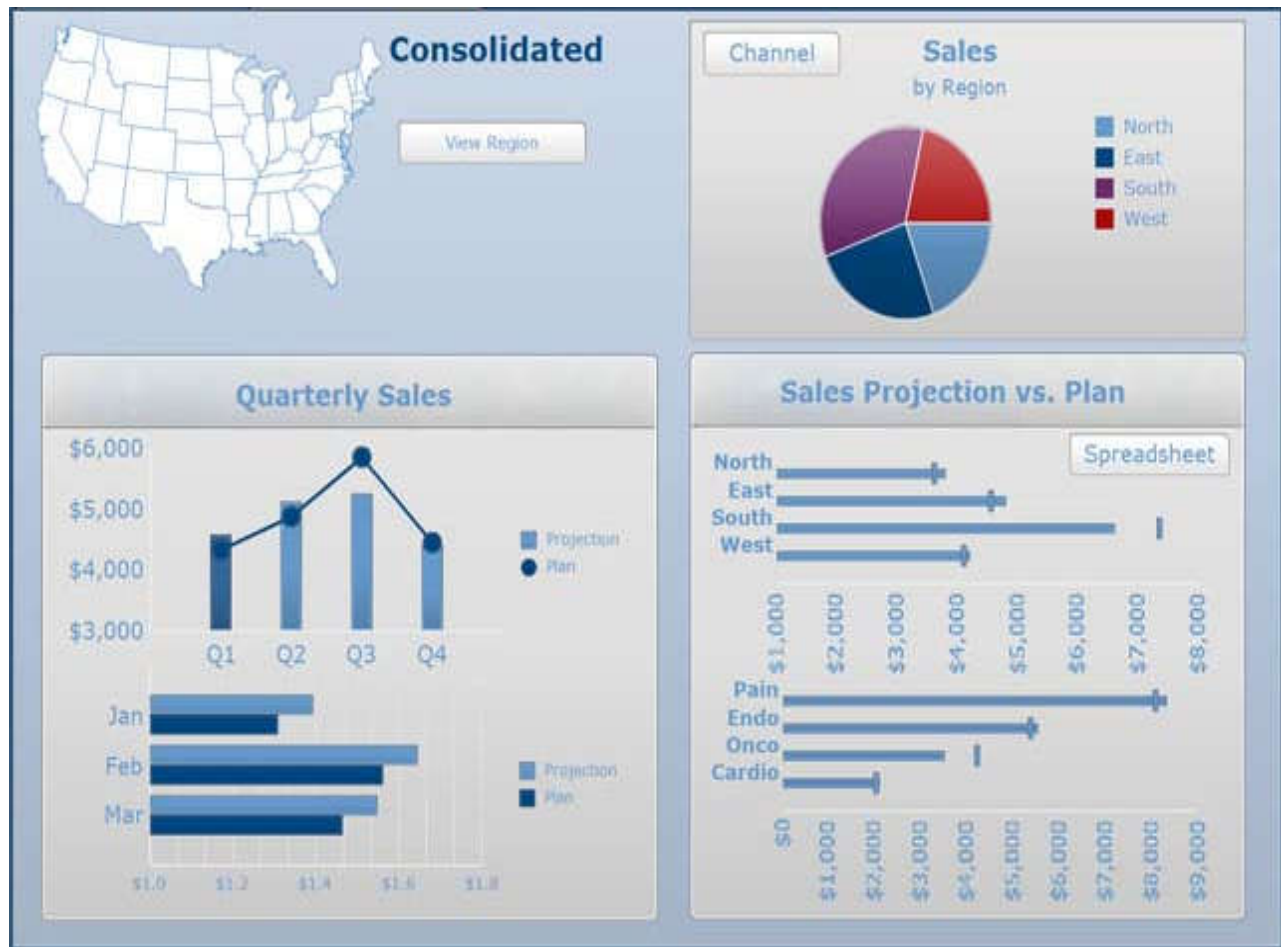 Consolidated
View Region
Channel
Sales
by Region
North
East
South
West
Quarterly Sales
$6,000
$5,000
$4,000
$3,000
Q1 Q2 Q3 Q4
Projection
Plan
Jan
Feb
Mar
Projection
Plan
$1.0 $1.2 $1.4 $1.6 $1.8
Sales Projection vs. Plan
Spreadsheet
North
East
South
West
$1,000 $2,000 $3,000 $4,000 $5,000 $6,000 $7,000 $8,000
Pain
Endo
Onco
Cardio
$0 $1,000 $2,000 $3,000 $4,000 $5,000 $6,000 $7,000 $8,000 $9,000